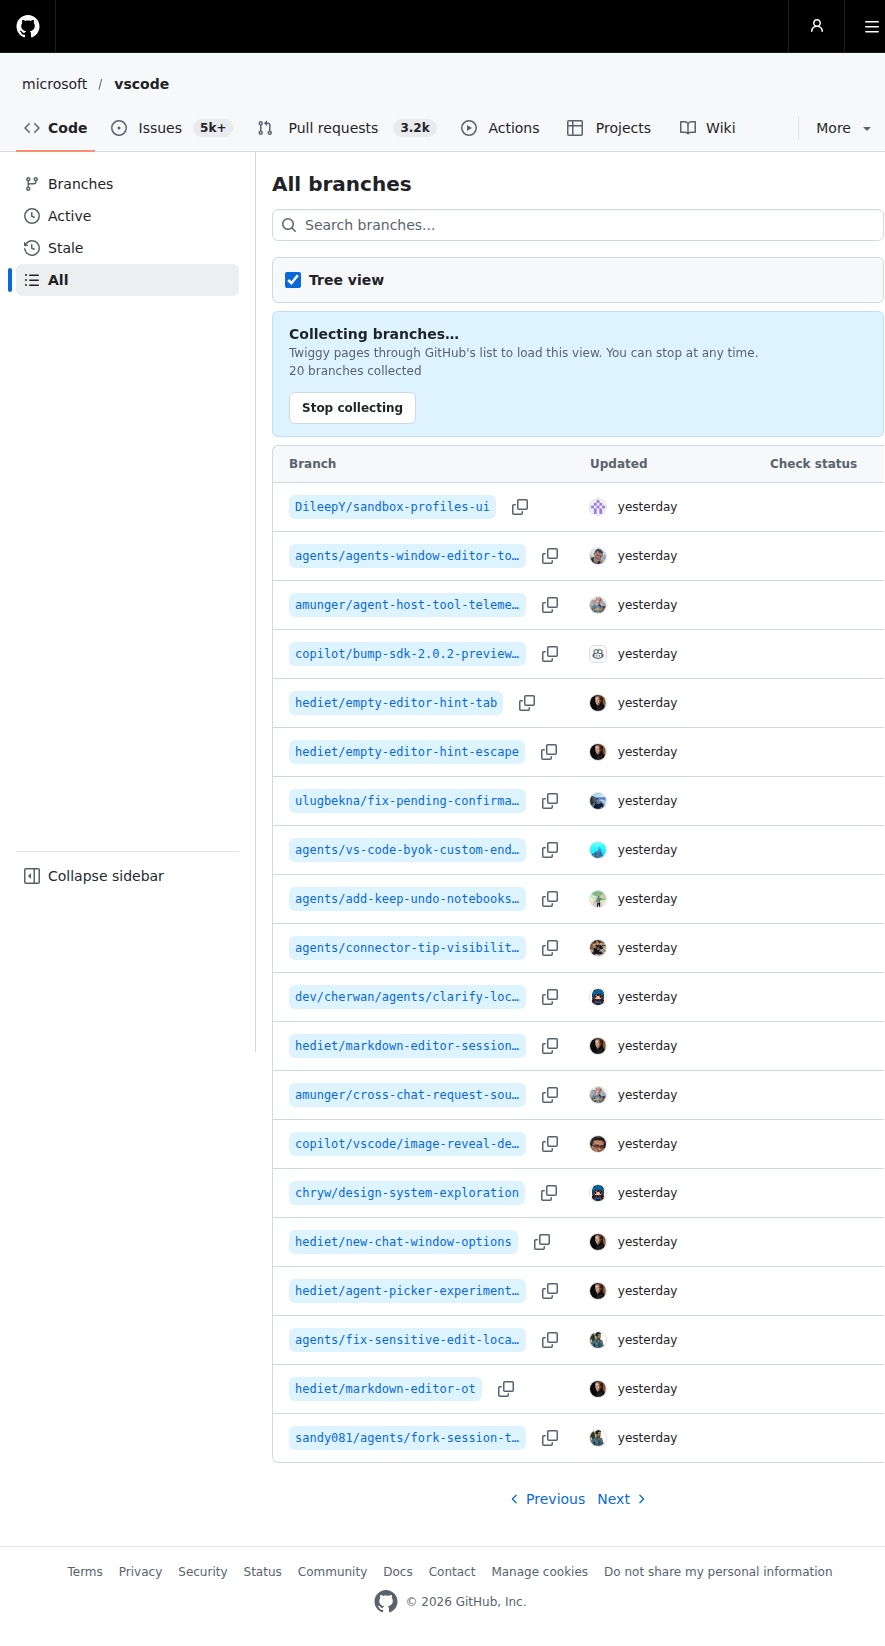 microsoft / vscode
Code Issues 5k+ Pull requests 3.2k Actions Projects Wiki More
Branches
Active
Stale
All
Collapse sidebar
All branches
Search branches...
Tree view
Collecting branches…
Twiggy pages through GitHub's list to load this view. You can stop at any time.
20 branches collected
Stop collecting
Branch Updated Check status
DileepY/sandbox-profiles-ui yesterday
agents/agents-window-editor-to… yesterday
amunger/agent-host-tool-teleme… yesterday
copilot/bump-sdk-2.0.2-preview… yesterday
hediet/empty-editor-hint-tab yesterday
hediet/empty-editor-hint-escape yesterday
ulugbekna/fix-pending-confirma… yesterday
agents/vs-code-byok-custom-end… yesterday
agents/add-keep-undo-notebooks… yesterday
agents/connector-tip-visibilit… yesterday
dev/cherwan/agents/clarify-loc… yesterday
hediet/markdown-editor-session… yesterday
amunger/cross-chat-request-sou… yesterday
copilot/vscode/image-reveal-de… yesterday
chryw/design-system-exploration yesterday
hediet/new-chat-window-options yesterday
hediet/agent-picker-experiment… yesterday
agents/fix-sensitive-edit-loca… yesterday
hediet/markdown-editor-ot yesterday
sandy081/agents/fork-session-t… yesterday
Previous Next
Terms Privacy Security Status Community Docs Contact Manage cookies Do not share my personal information
© 2026 GitHub, Inc.